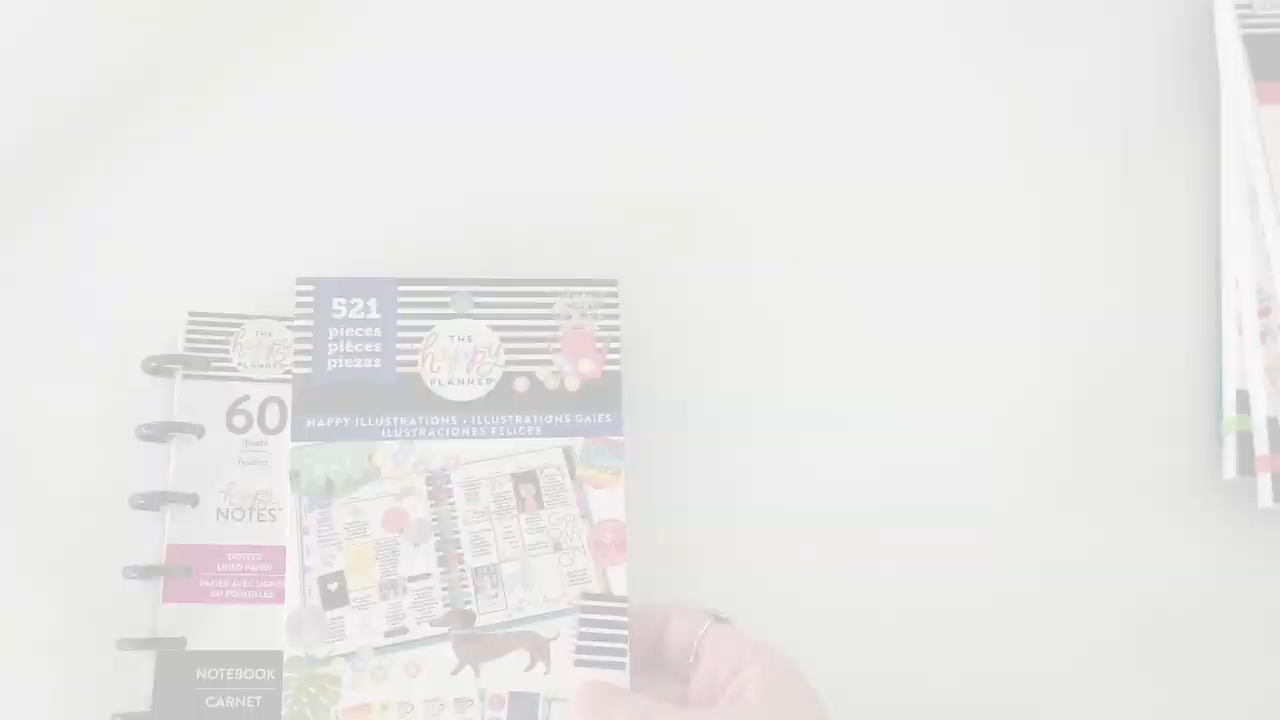 521
pieces
pièces
piezas
THE
happy
PLANNER
HAPPY ILLUSTRATIONS • ILLUSTRATIONS GAIES
ILUSTRACIONES FELICES
THE
happy
PLANNER
60
sheets
feuilles
happy
NOTES™
DOTTED
LINED PAPER
PAPIER AVEC LIGNES
EN POINTILLÉS
NOTEBOOK
CARNET